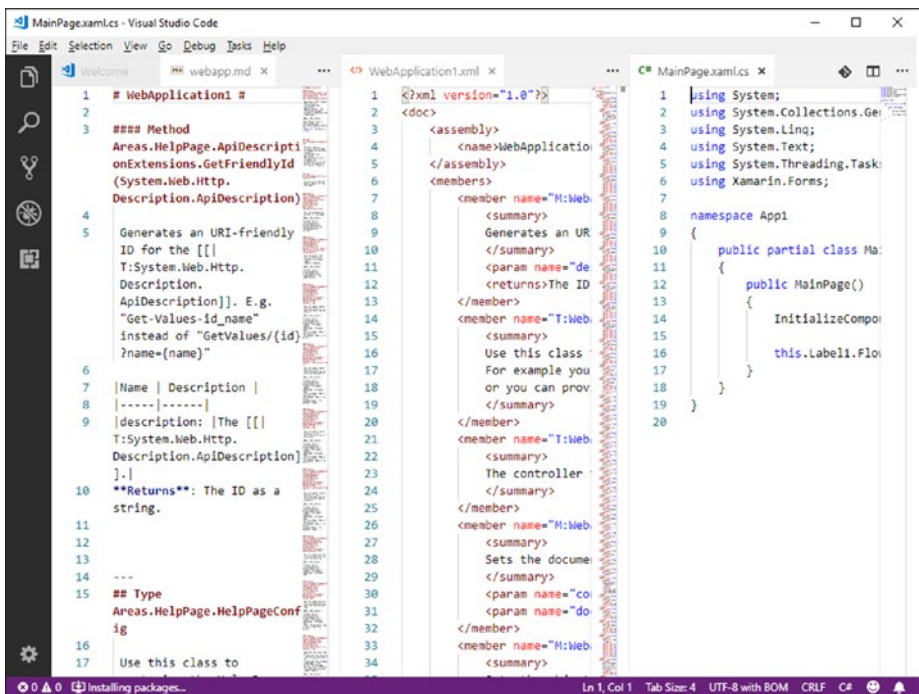 MainPage.xaml.cs - Visual Studio Code
File Edit Selection View Go Debug Tasks Help
Welcome webapp.md × ···
1 # WebApplication1 #
2
3 #### Method
Areas.HelpPage.ApiDescripti
onExtensions.GetFriendlyId
(System.Web.Http.
Description.ApiDescription)
4
5 Generates an URI-friendly
ID for the [[|
T:System.Web.Http.
Description.
ApiDescription]]. E.g.
"Get-Values-id_name"
instead of "GetValues/{id}
?name={name}"
6
7 |Name | Description |
8 |-----|------|
9 |description: |The [[|
T:System.Web.Http.
Description.ApiDescription]
].|
10 **Returns**: The ID as a
string.
11
12
13
14 ---
15 ## Type
Areas.HelpPage.HelpPageConf
ig
16
17 Use this class to
WebApplication1.xml × ···
1 <?xml version="1.0"?>
2 <doc>
3 <assembly>
4 <name>WebApplicatio
5 </assembly>
6 <members>
7 <member name="M:Web
8 <summary>
9 Generates an UR
10 </summary>
11 <param name="de
12 <returns>The ID
13 </member>
14 <member name="T:Web
15 <summary>
16 Use this class
17 For example you
18 or you can prov
19 </summary>
20 </member>
21 <member name="T:Web
22 <summary>
23 The controller
24 </summary>
25 </member>
26 <member name="M:Web
27 <summary>
28 Sets the docume
29 </summary>
30 <param name="co
31 <param name="do
32 </member>
33 <member name="M:Web
34 <summary>
C# MainPage.xaml.cs × ···
1 using System;
2 using System.Collections.Ge
3 using System.Linq;
4 using System.Text;
5 using System.Threading.Task
6 using Xamarin.Forms;
7
8 namespace App1
9 {
10 public partial class Ma
11 {
12 public MainPage()
13 {
14 InitializeCompo
15
16 this.Label1.Flo
17 }
18 }
19 }
20
0 0 Installing packages... Ln 1, Col 1 Tab Size: 4 UTF-8 with BOM CRLF C#